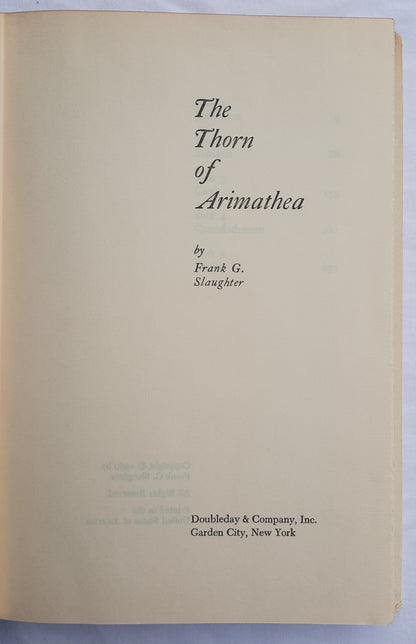 The
Thorn
of
Arimathea
by
Frank G.
Slaughter
Doubleday & Company, Inc.
Garden City, New York